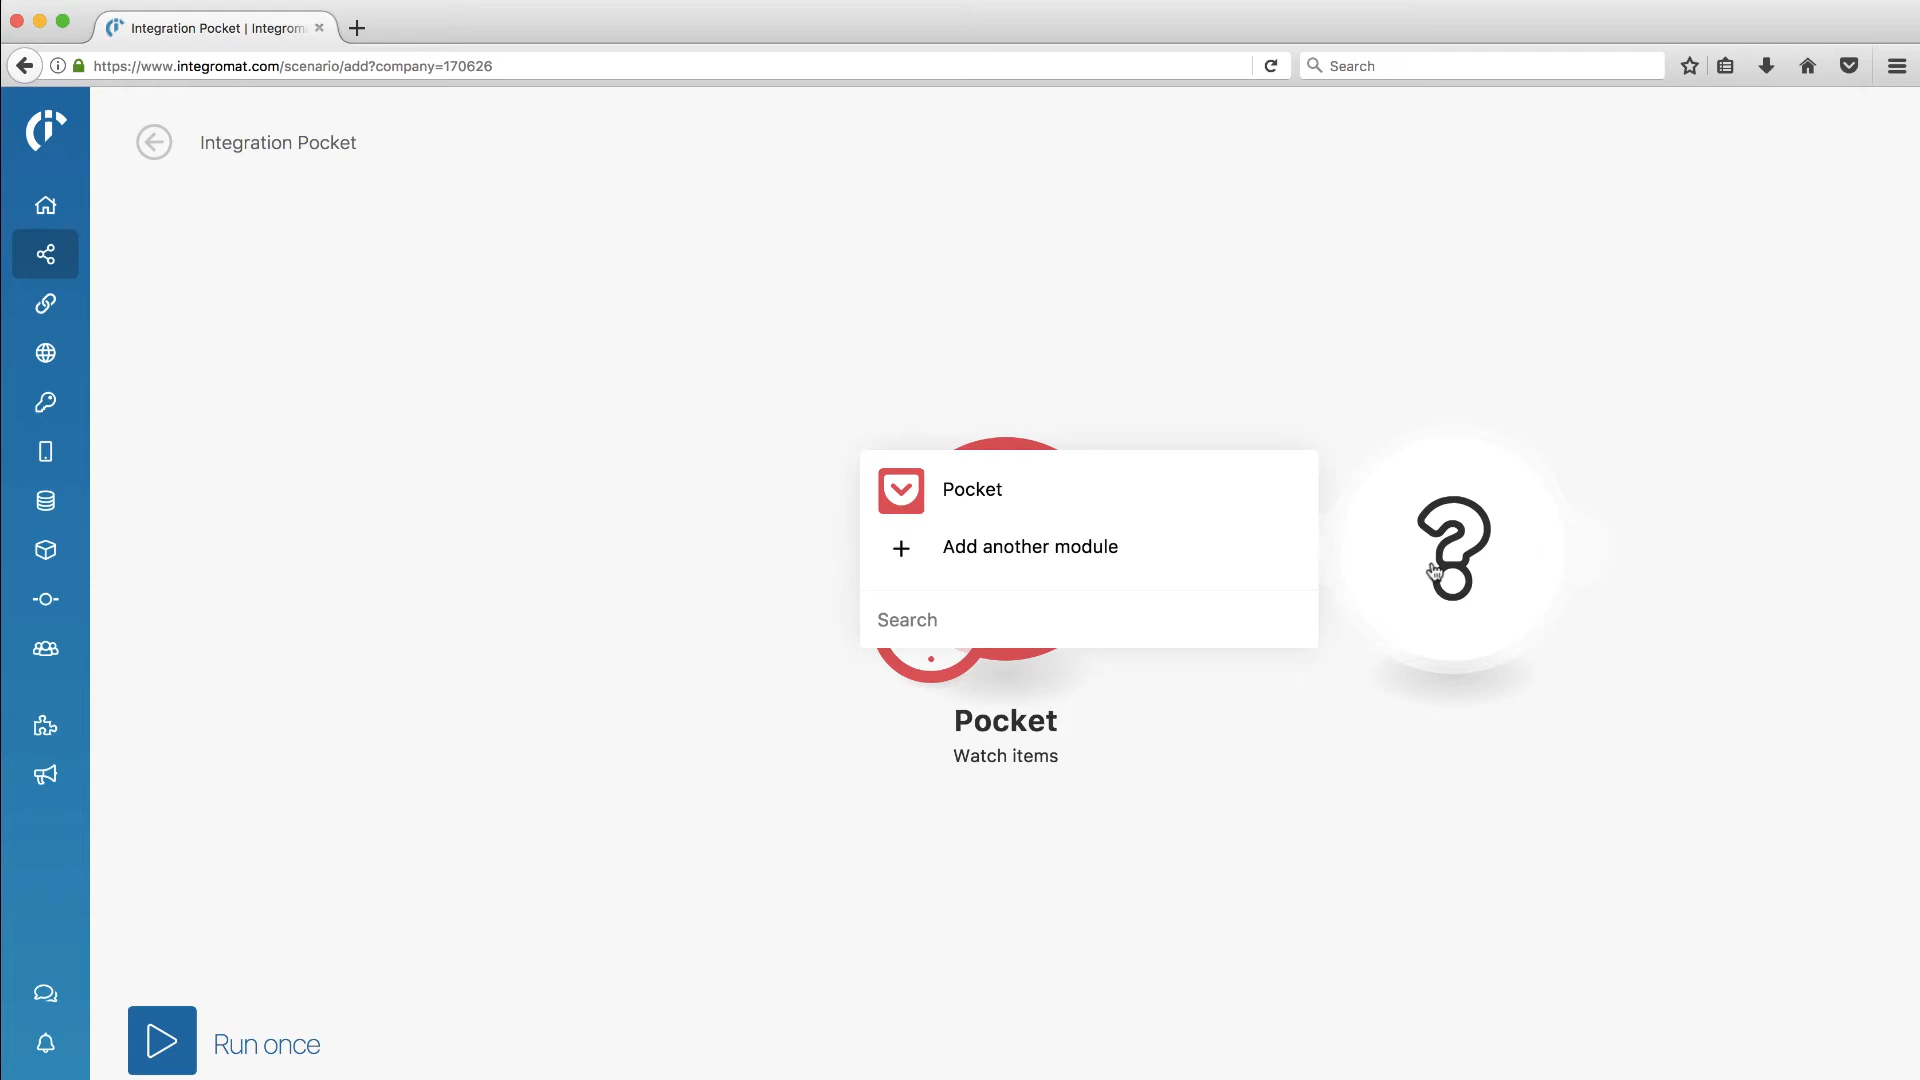 Integration Pocket | Integrom
https://www.integromat.com/scenario/add?company=170626
Search
Integration Pocket
Pocket
Add another module
Search
Pocket
Watch items
Run once